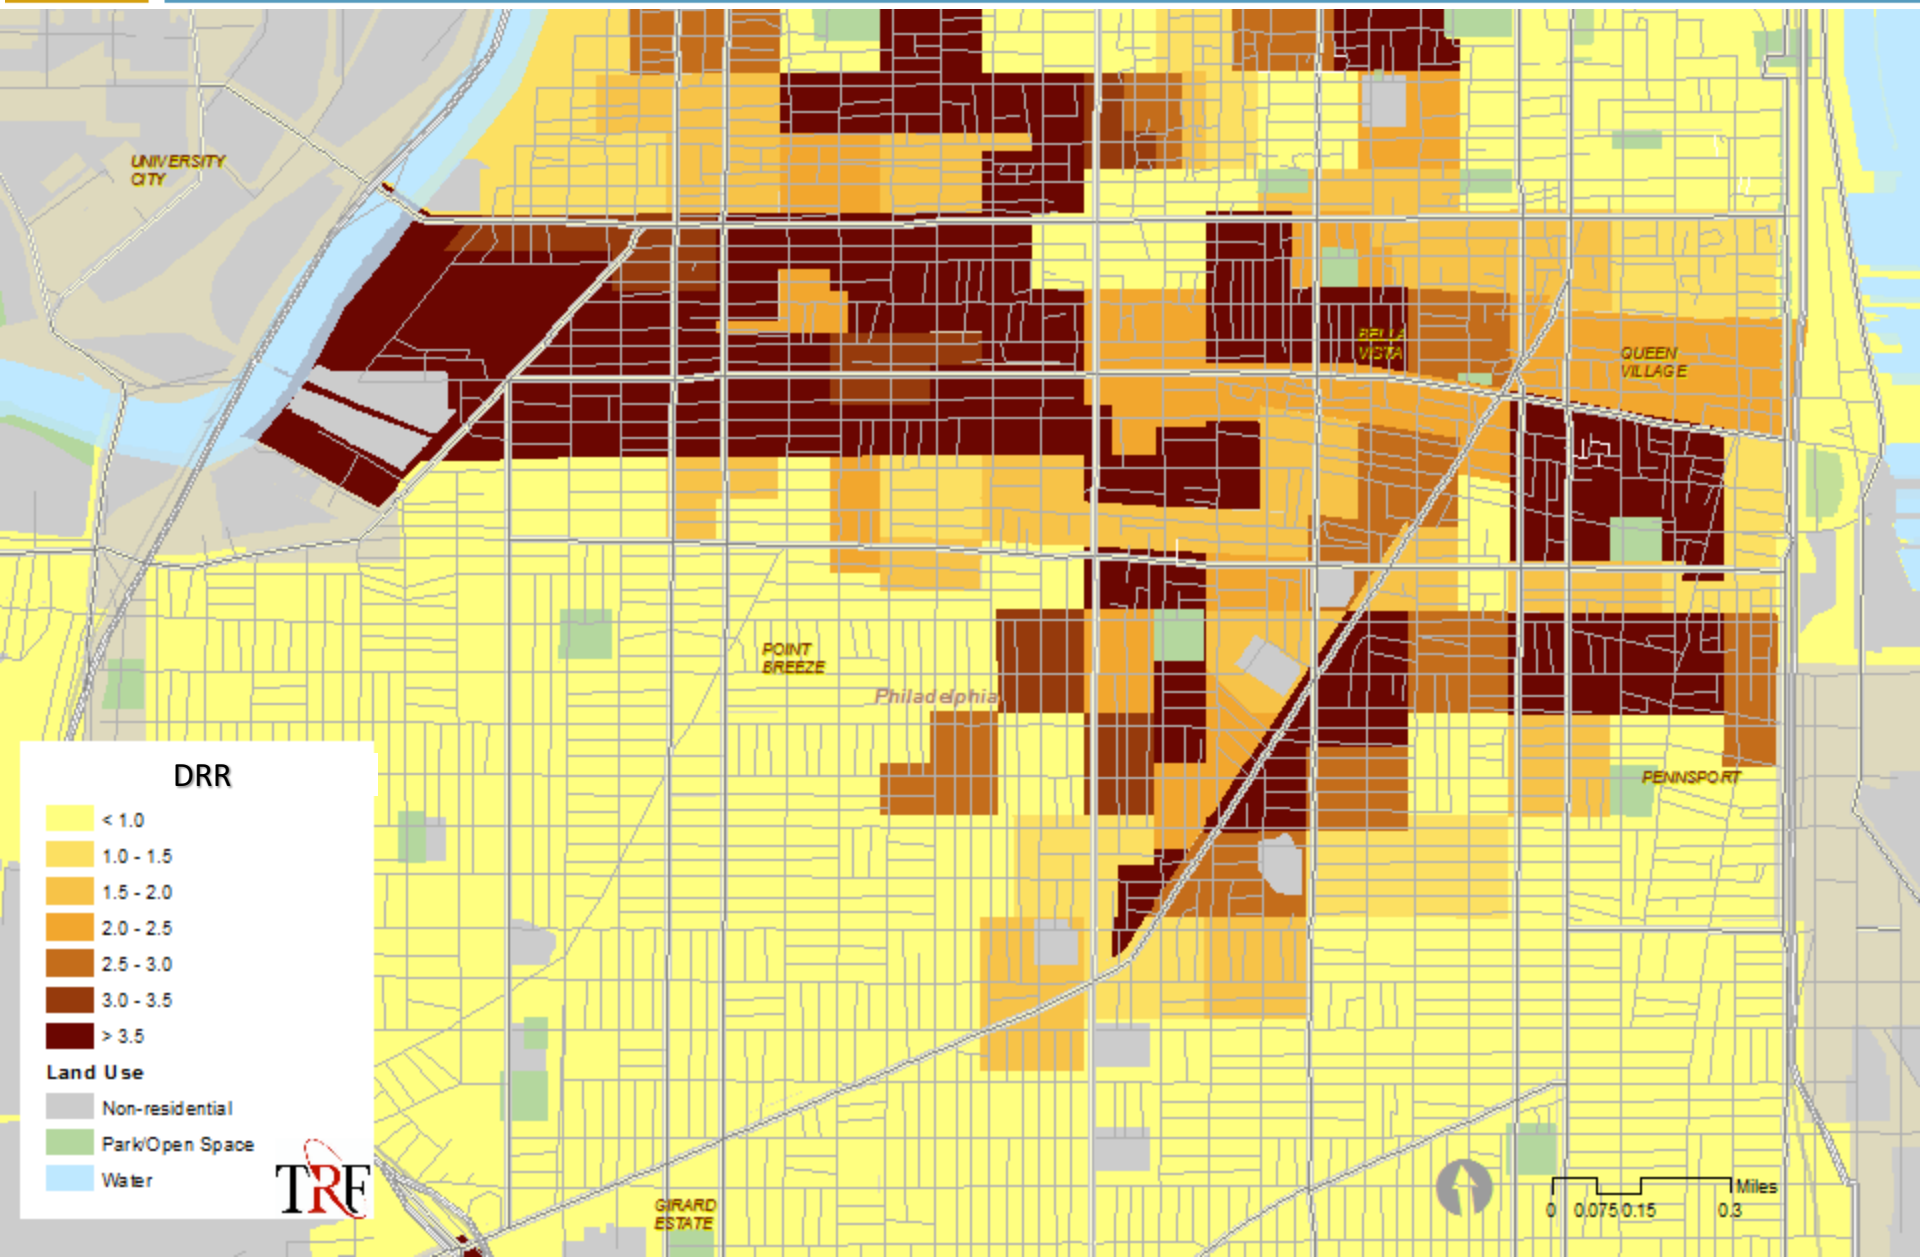 UNIVERSITY
CITY
BELLA
VISTA
QUEEN
VILLAGE
POINT
BREEZE
Philadelphia
PENNSPORT
GIRARD
ESTATE
DRR
< 1.0
1.0 - 1.5
1.5 - 2.0
2.0 - 2.5
2.5 - 3.0
3.0 - 3.5
> 3.5
Land Use
Non-residential
Park/Open Space
Water
TRF
Miles
0 0.075 0.15 0.3